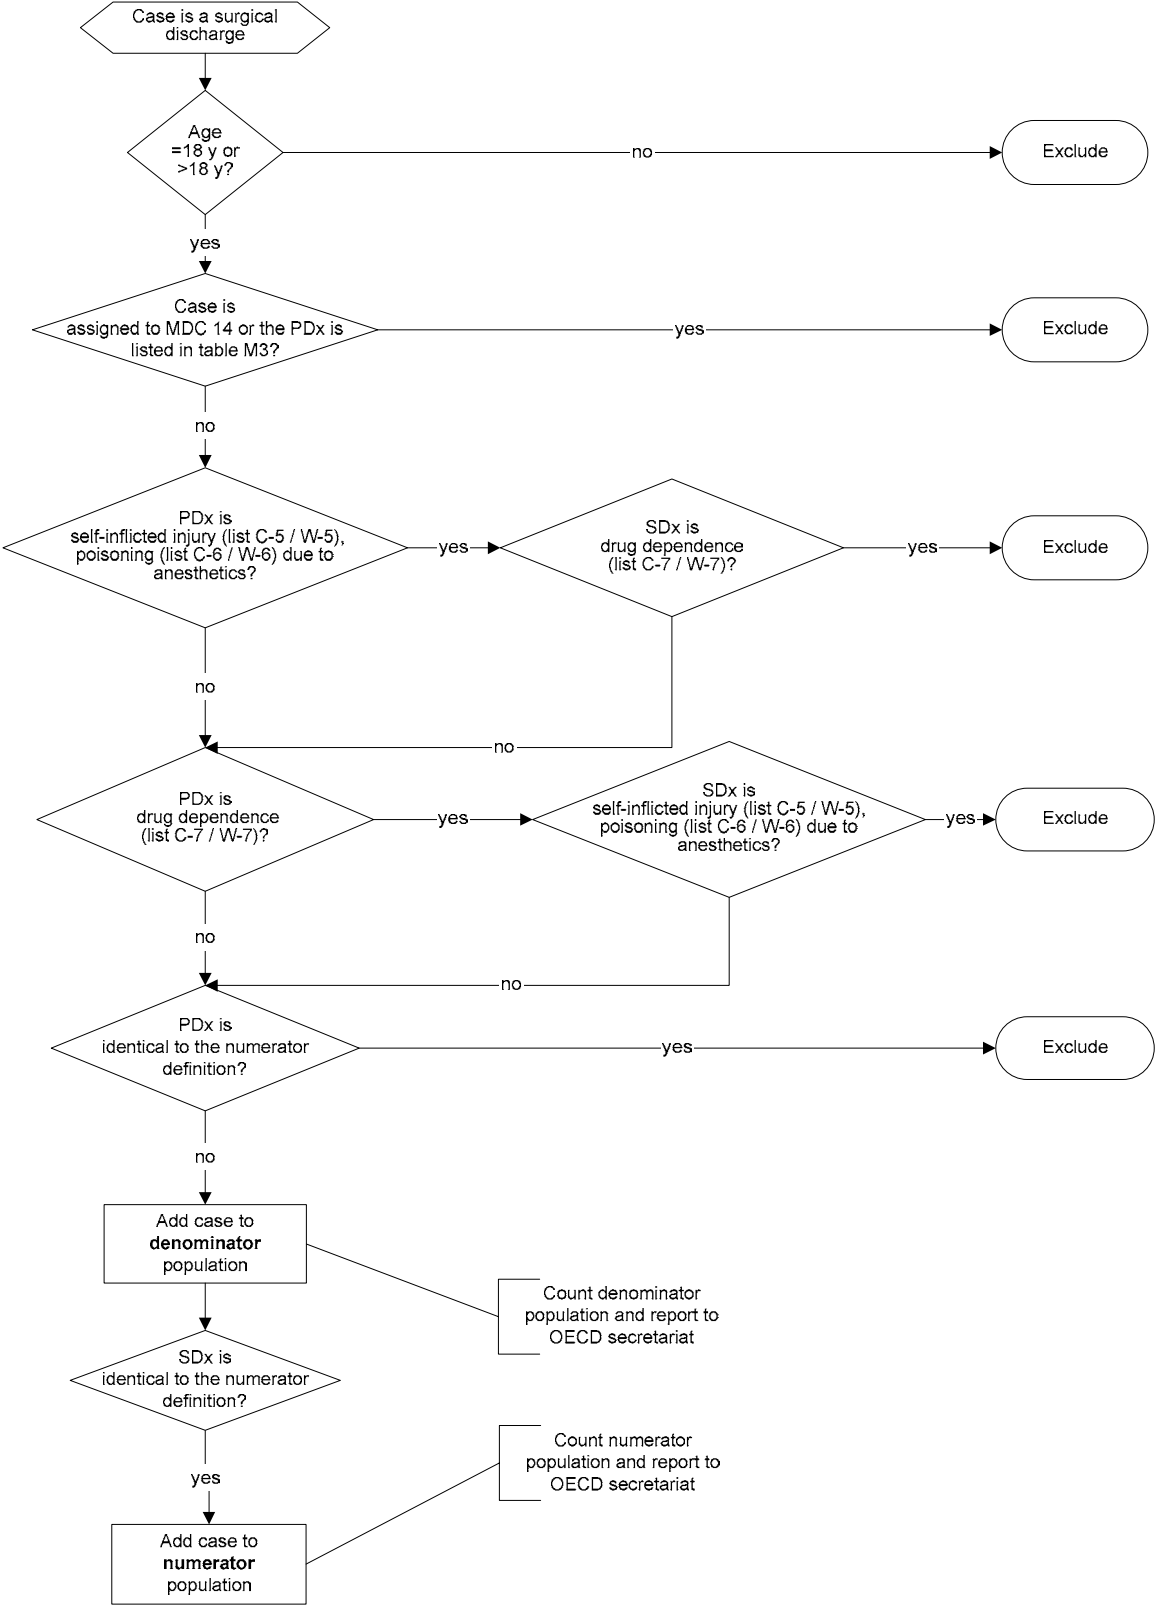 Case is a surgical
discharge
Age
=18 y or
>18 y?
no
Exclude
yes
Case is
assigned to MDC 14 or the PDx is
listed in table M3?
yes
Exclude
no
PDx is
self-inflicted injury (list C-5 / W-5),
poisoning (list C-6 / W-6) due to
anesthetics?
yes
SDx is
drug dependence
(list C-7 / W-7)?
yes
Exclude
no
no
PDx is
drug dependence
(list C-7 / W-7)?
yes
SDx is
self-inflicted injury (list C-5 / W-5),
poisoning (list C-6 / W-6) due to
anesthetics?
yes
Exclude
no
no
PDx is
identical to the numerator
definition?
yes
Exclude
no
Add case to
denominator
population
Count denominator
population and report to
OECD secretariat
SDx is
identical to the numerator
definition?
yes
Count numerator
population and report to
OECD secretariat
Add case to
numerator
population